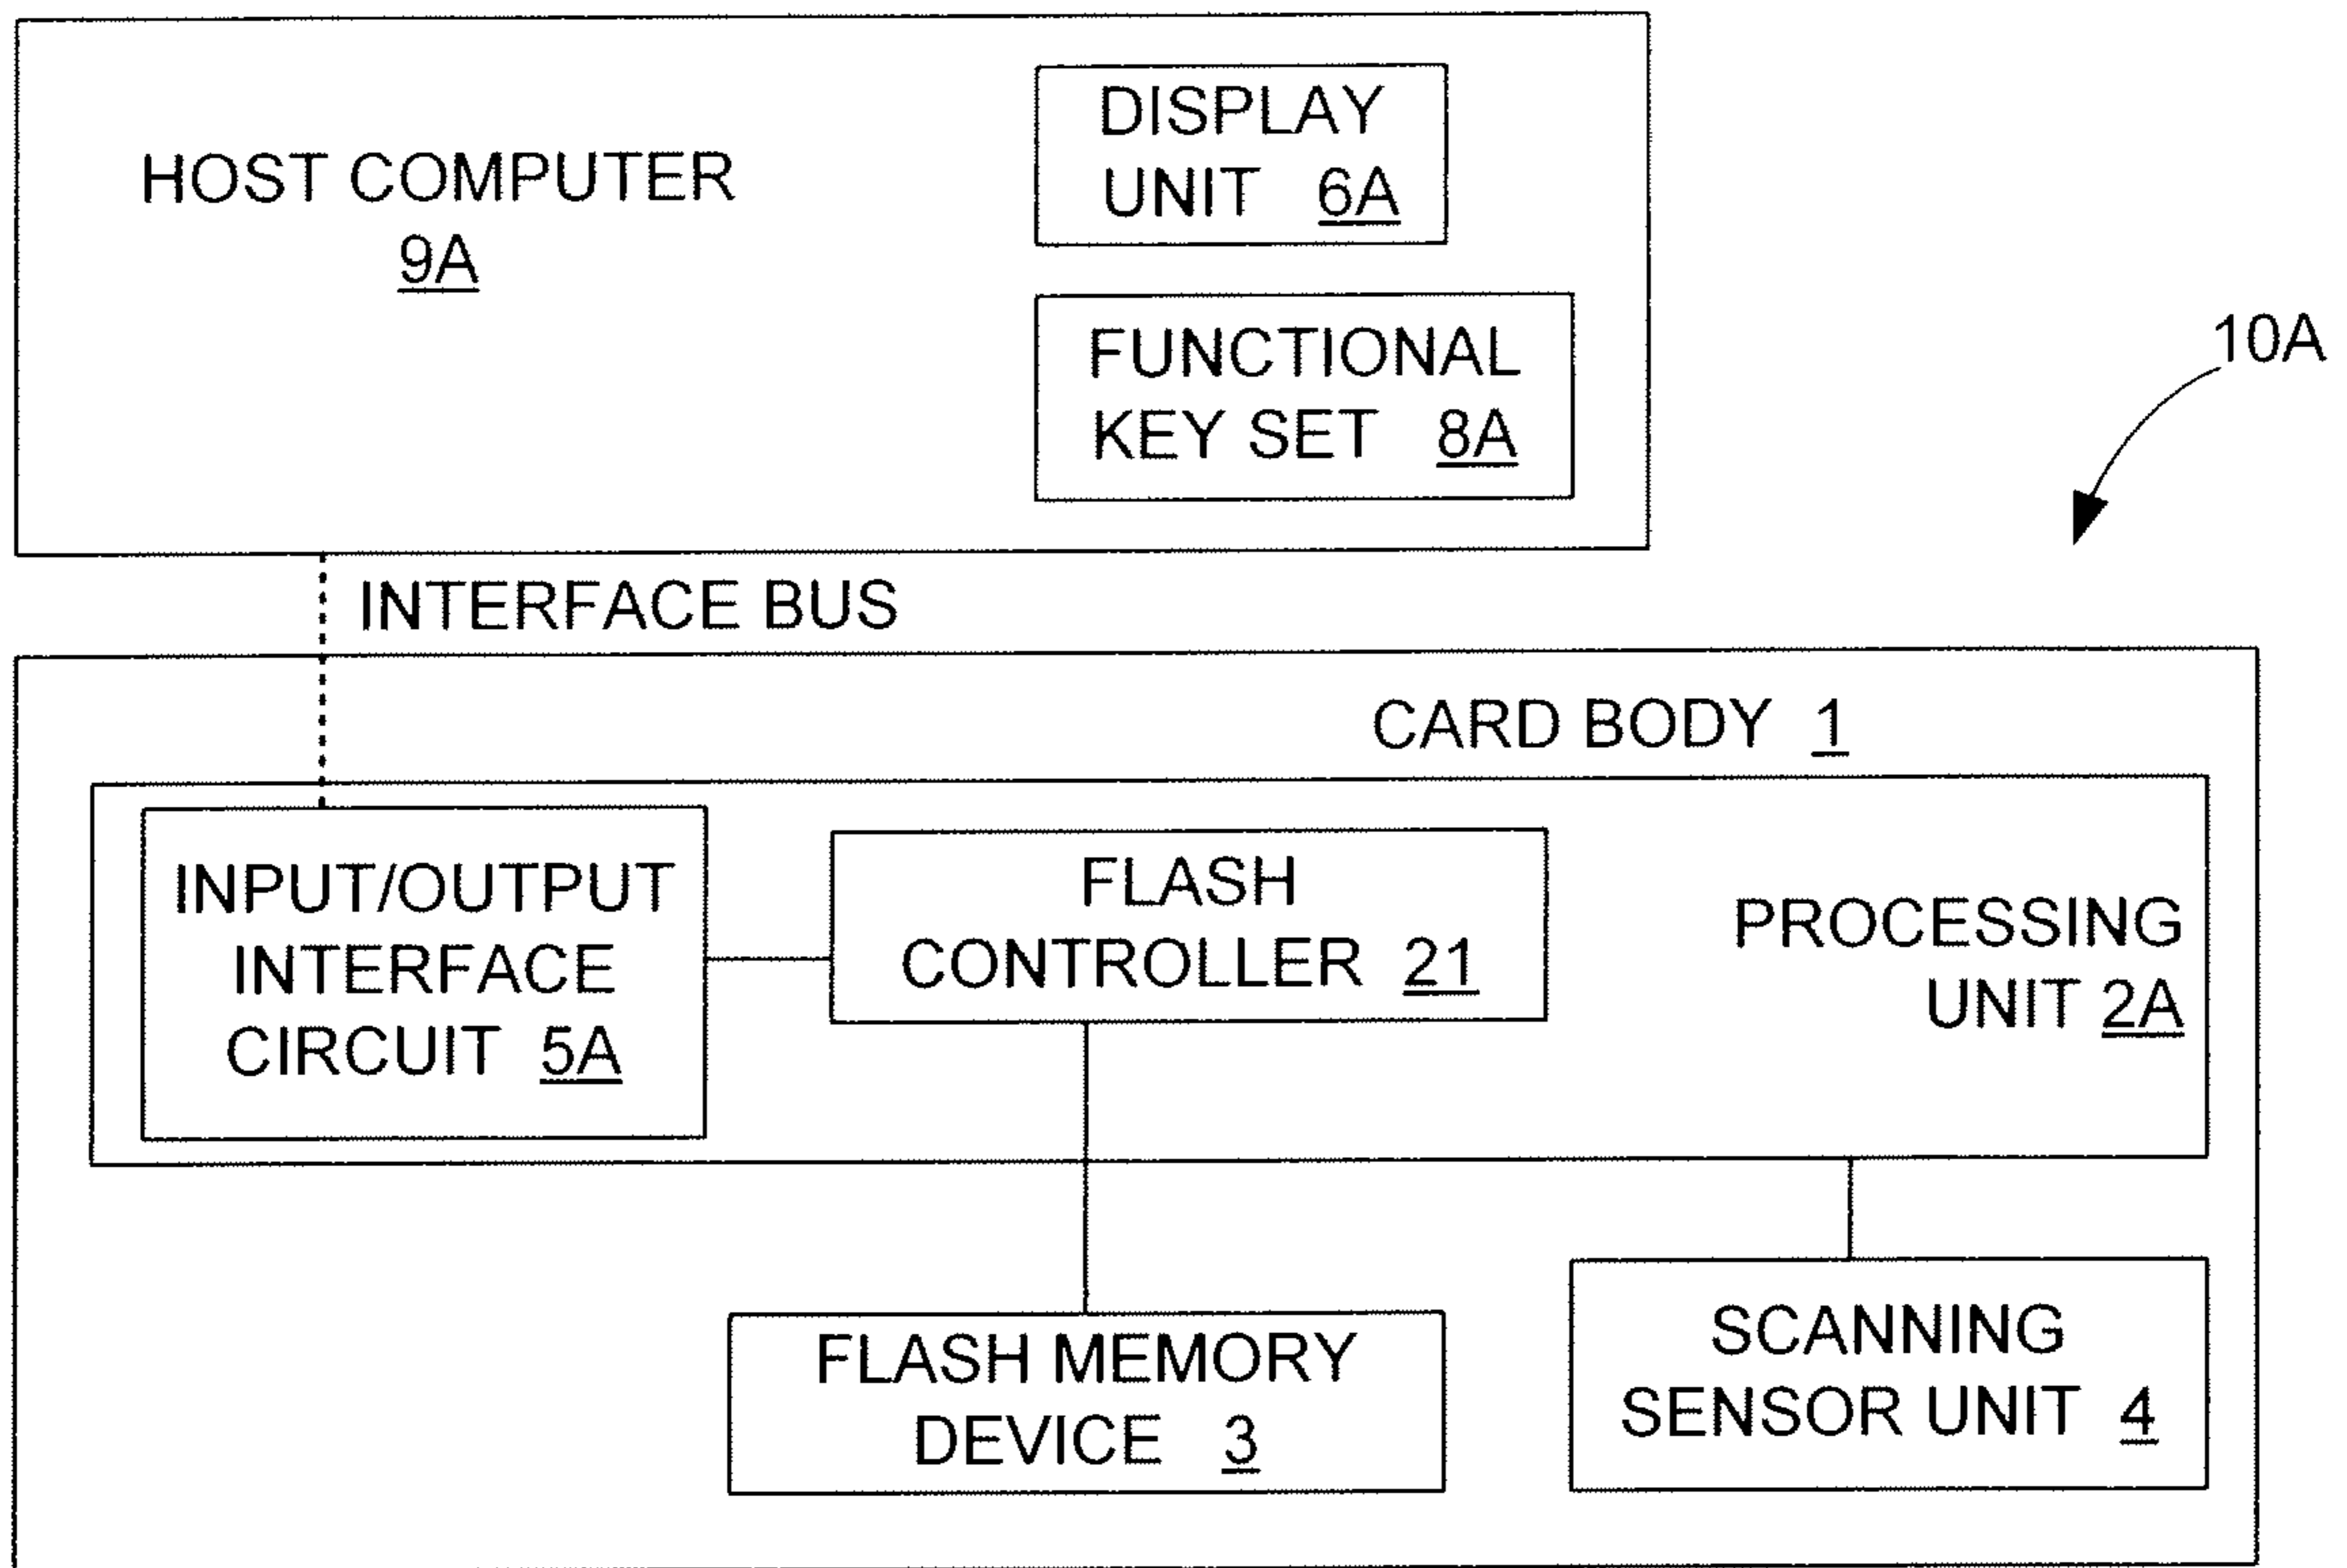 HOST COMPUTER
9A
DISPLAY
UNIT 6A
FUNCTIONAL
KEY SET 8A
10A
INTERFACE BUS
CARD BODY 1
INPUT/OUTPUT
INTERFACE
CIRCUIT 5A
FLASH
CONTROLLER 21
PROCESSING
UNIT 2A
FLASH MEMORY
DEVICE 3
SCANNING
SENSOR UNIT 4